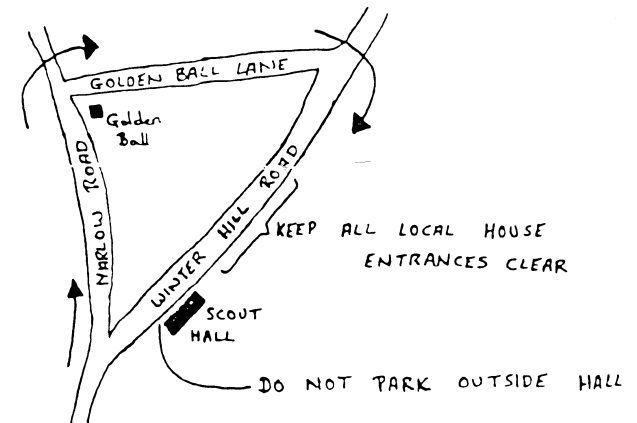 GOLDEN BALL LANE
Golden
Ball
MARLOW ROAD
WINTER HILL ROAD
KEEP ALL LOCAL HOUSE
ENTRANCES CLEAR
SCOUT
HALL
DO NOT PARK OUTSIDE HALL